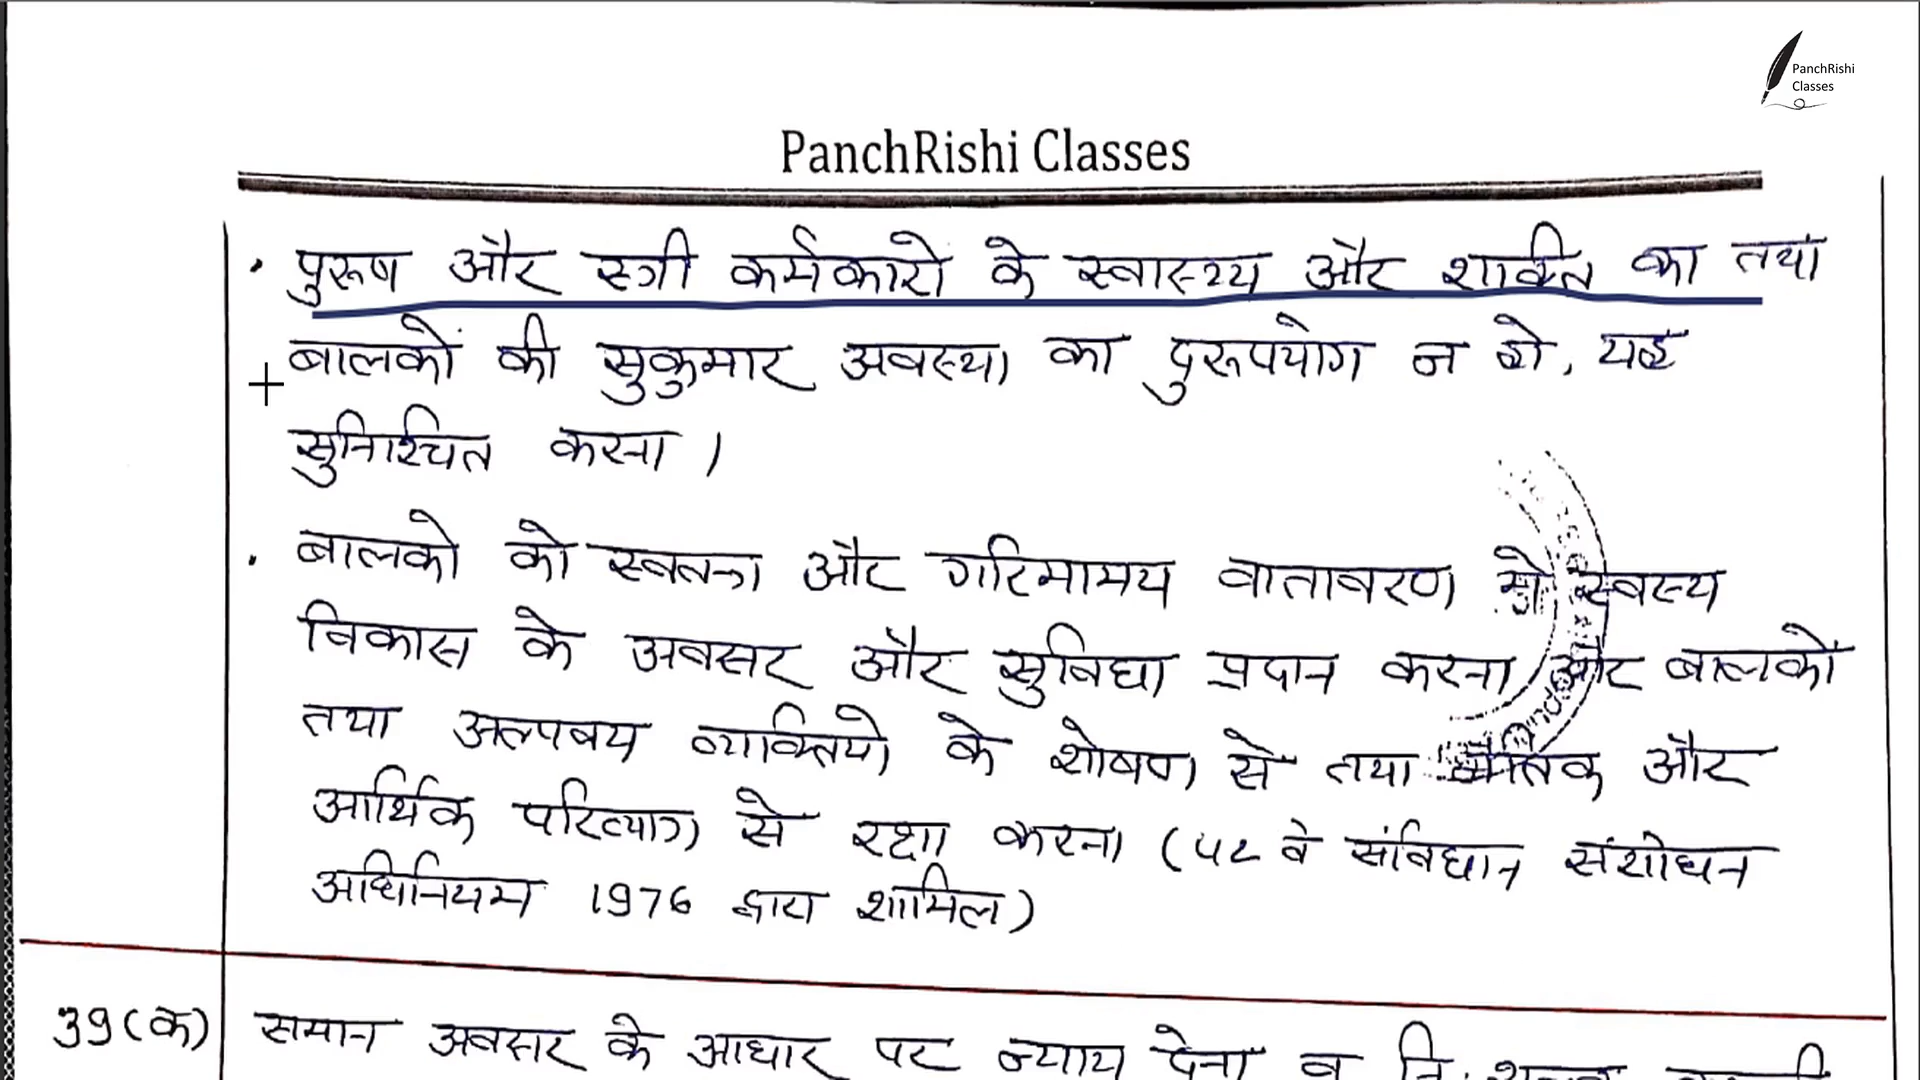 PanchRishi
Classes
PanchRishi Classes
• पुरूष और स्त्री कर्मकारो के स्वास्थ्य और शक्ति का तथा
बालकों की सुकुमार अवस्था का दुरूपयोग न हो, यह
सुनिश्चित करना ।
• बालको को स्वतन्त्र और गरिमामय वातावरण मे स्वस्थ
विकास के अवसर और सुविधा प्रदान करना और बालकों
तथा अल्पवय व्यक्तियो के शोषण से तथा नैतिक और
आर्थिक परित्याग से रक्षा करना (42 वे संविधान संशोधन
अधिनियम 1976 द्वारा शामिल)
39(क) समान अवसर के आधार पर न्याय देना व